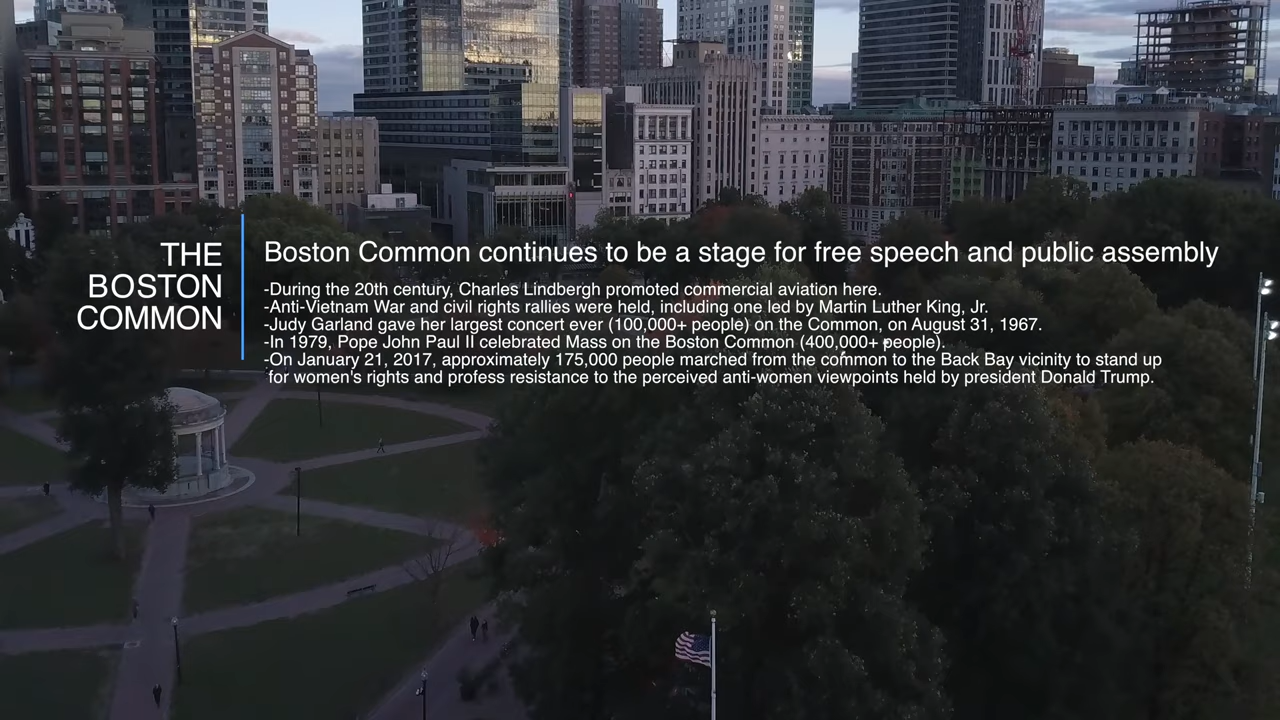 THE
BOSTON
COMMON
Boston Common continues to be a stage for free speech and public assembly
-During the 20th century, Charles Lindbergh promoted commercial aviation here.
-Anti-Vietnam War and civil rights rallies were held, including one led by Martin Luther King, Jr.
-Judy Garland gave her largest concert ever (100,000+ people) on the Common, on August 31, 1967.
-In 1979, Pope John Paul II celebrated Mass on the Boston Common (400,000+ people).
-On January 21, 2017, approximately 175,000 people marched from the common to the Back Bay vicinity to stand up
for women's rights and profess resistance to the perceived anti-women viewpoints held by president Donald Trump.